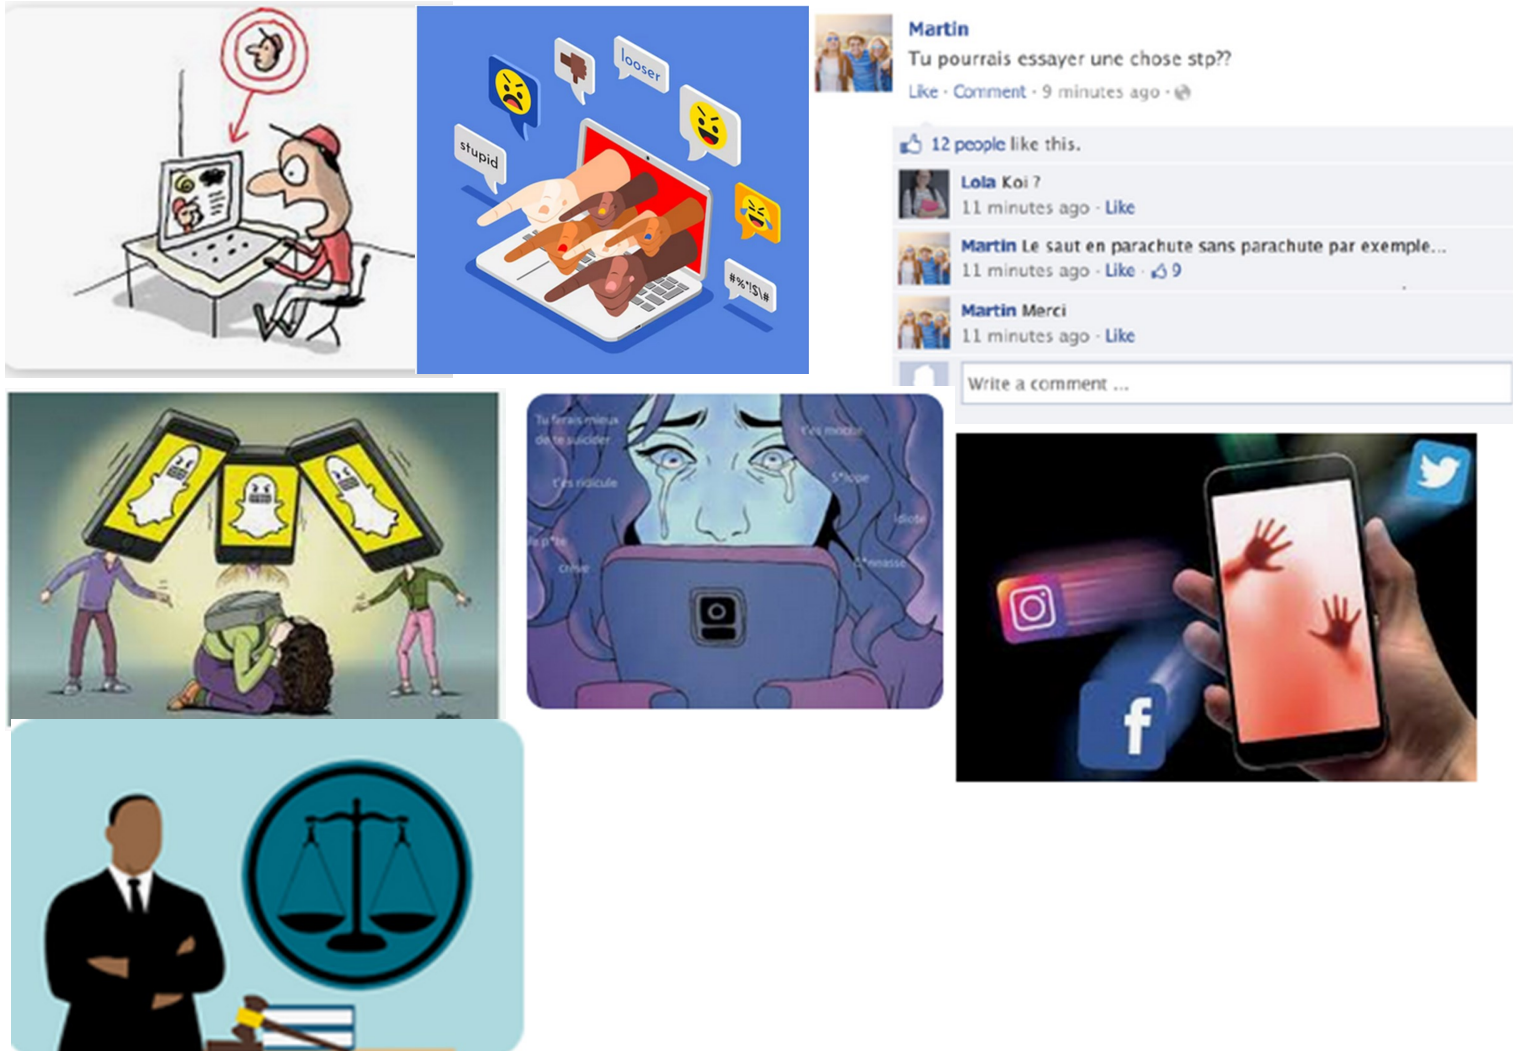 looser
stupid
#%*!$\#
Martin
Tu pourrais essayer une chose stp??
Like · Comment · 9 minutes ago ·
12 people like this.
Lola Koi ?
11 minutes ago · Like
Martin Le saut en parachute sans parachute par exemple...
11 minutes ago · Like · 9
Martin Merci
11 minutes ago · Like
Write a comment ...
Tu ferais mieux
de te suicider
t'es moche
t'es ridicule
S*lope
Idiote
crève
f